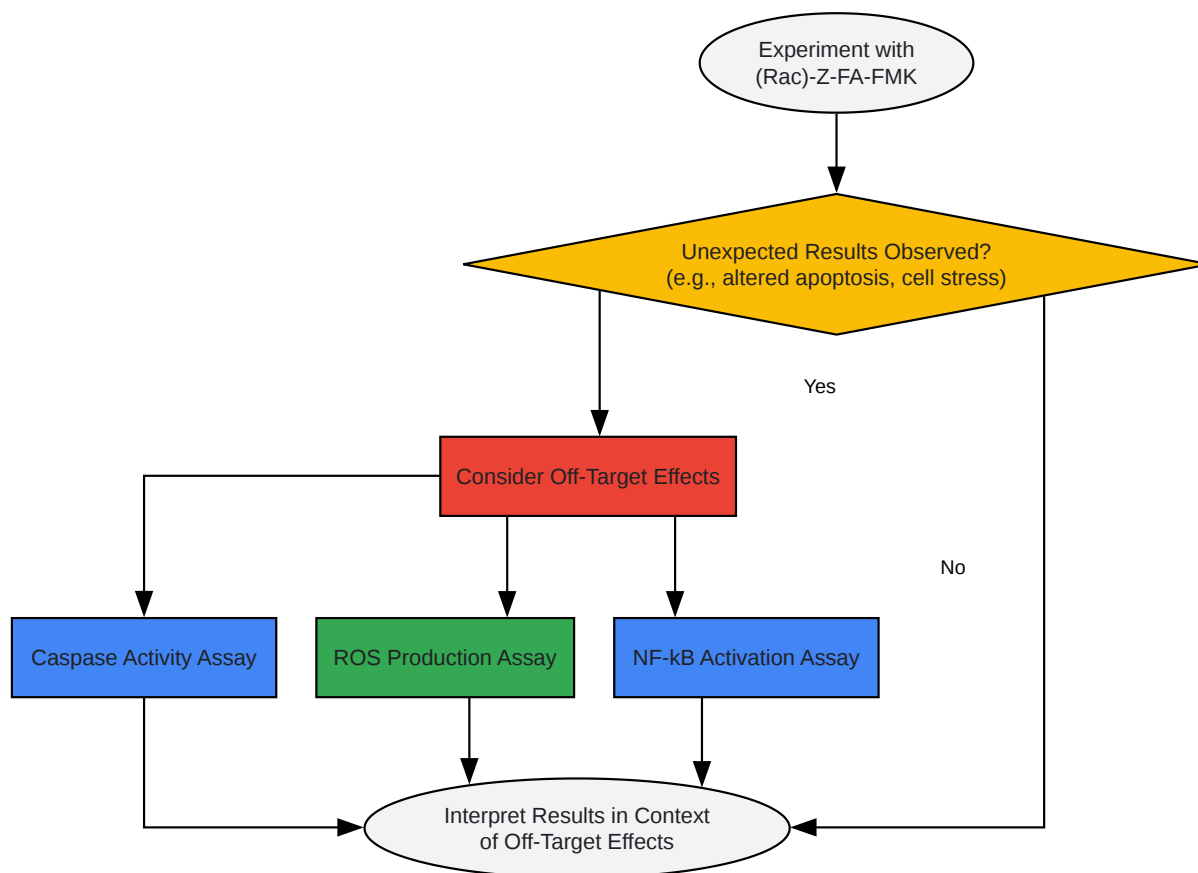 Experiment with
(Rac)-Z-FA-FMK
Unexpected Results Observed?
(e.g., altered apoptosis, cell stress)
Yes
Consider Off-Target Effects
No
Caspase Activity Assay
ROS Production Assay
NF-kB Activation Assay
Interpret Results in Context
of Off-Target Effects